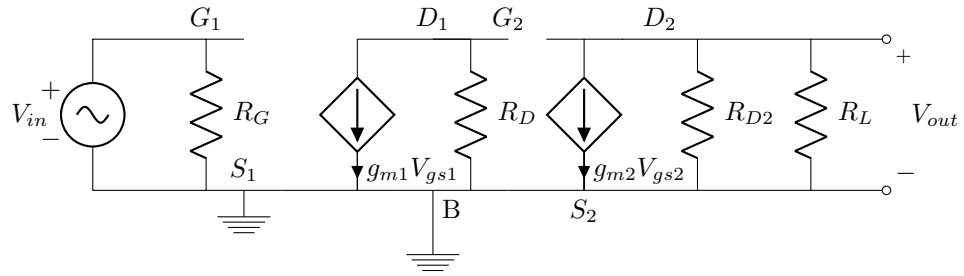 G1 D1 G2 D2
+
+
Vin RG RD RD2 RL Vout
−
S1 gm1Vgs1 gm2Vgs2 −
B S2